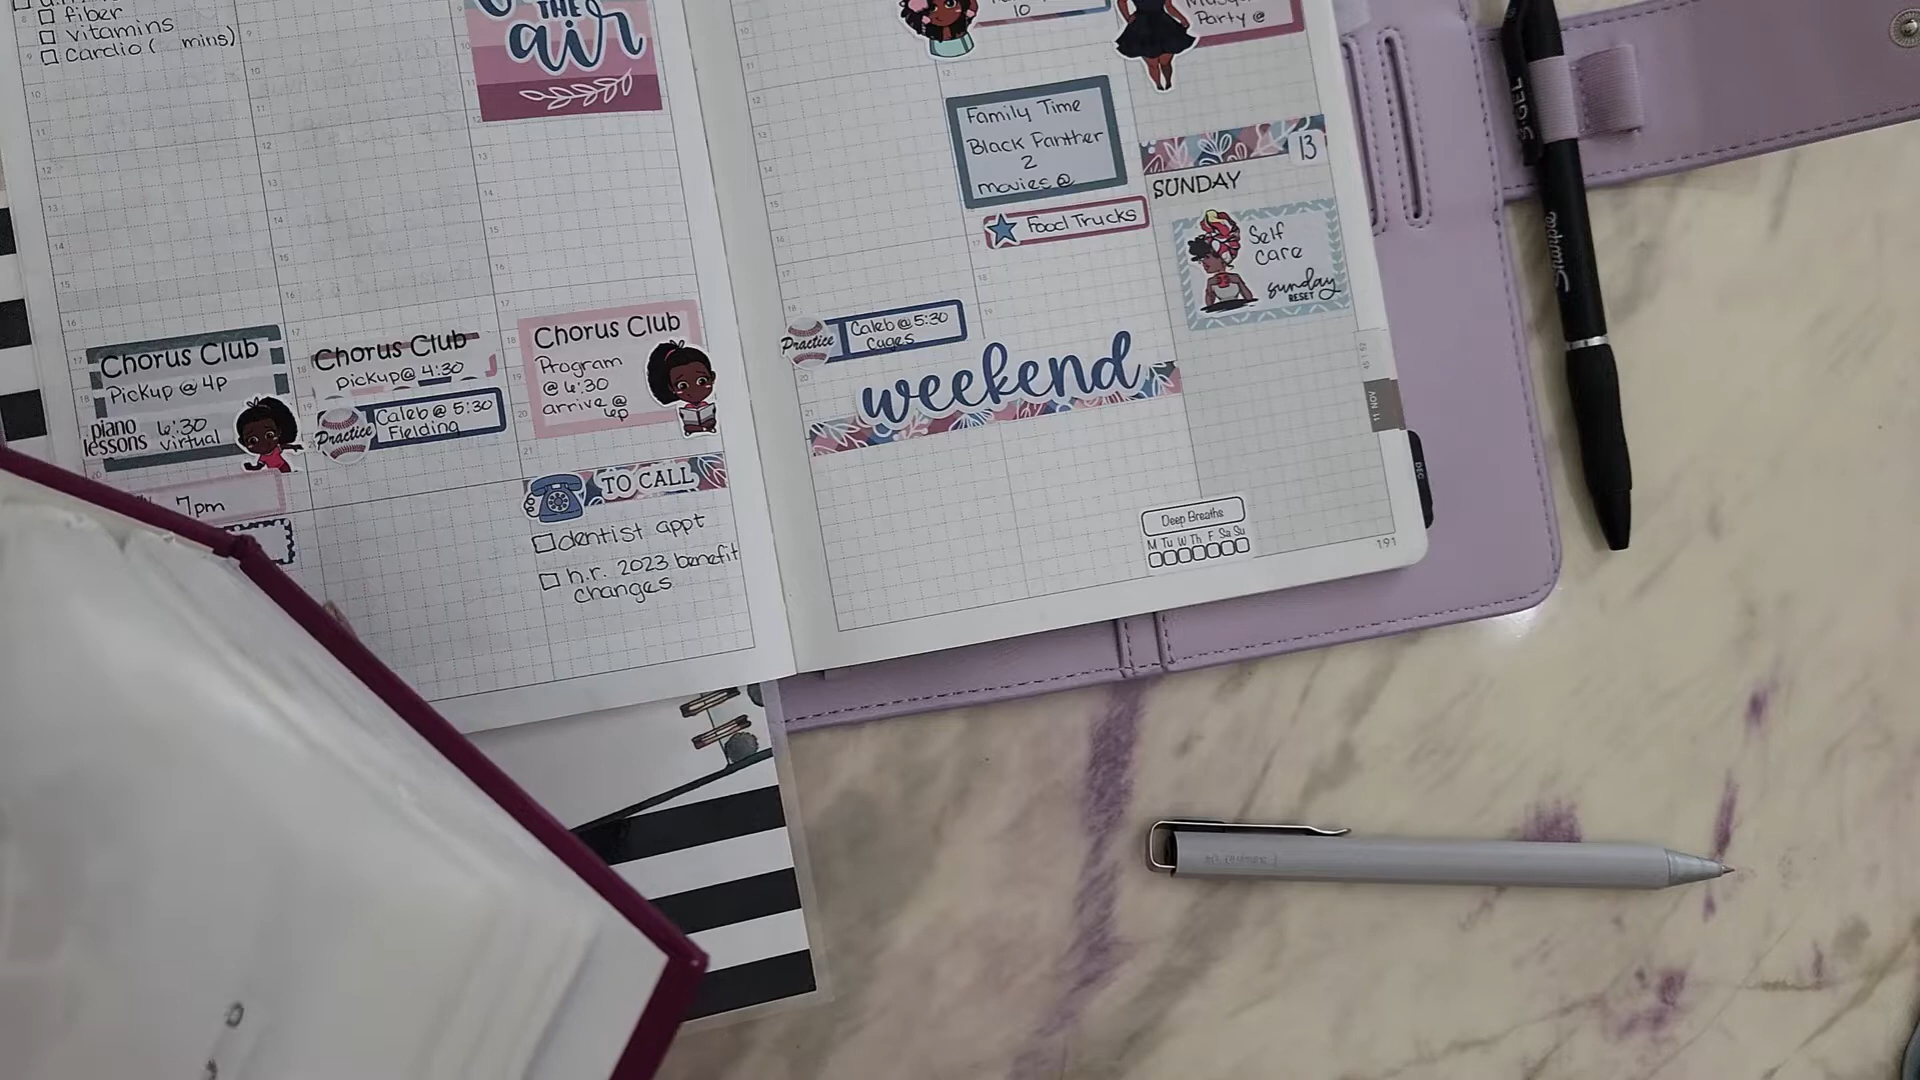 fiber
vitamins
Cardio ( mins)
THE
air
Chorus Club
Pickup @ 4p
piano
lessons
6:30
virtual
7pm
Chorus Club
Pickup@ 4:30
Practice
Caleb @ 5:30
Fielding
Chorus Club
Program
@ 6:30
arrive @
6p
TO CALL
dentist appt
h.r. 2023 benefit
changes
Practice
Caleb @ 5:30
Cages
weekend
10
Family Time
Black Panther
2
movies @
Food Trucks
Party @
13
SUNDAY
Self
care
sunday
RESET
Deep Breaths
M Tu W Th F Sa Su
191
11 NOV
DEC
S·GEL
Sharpie